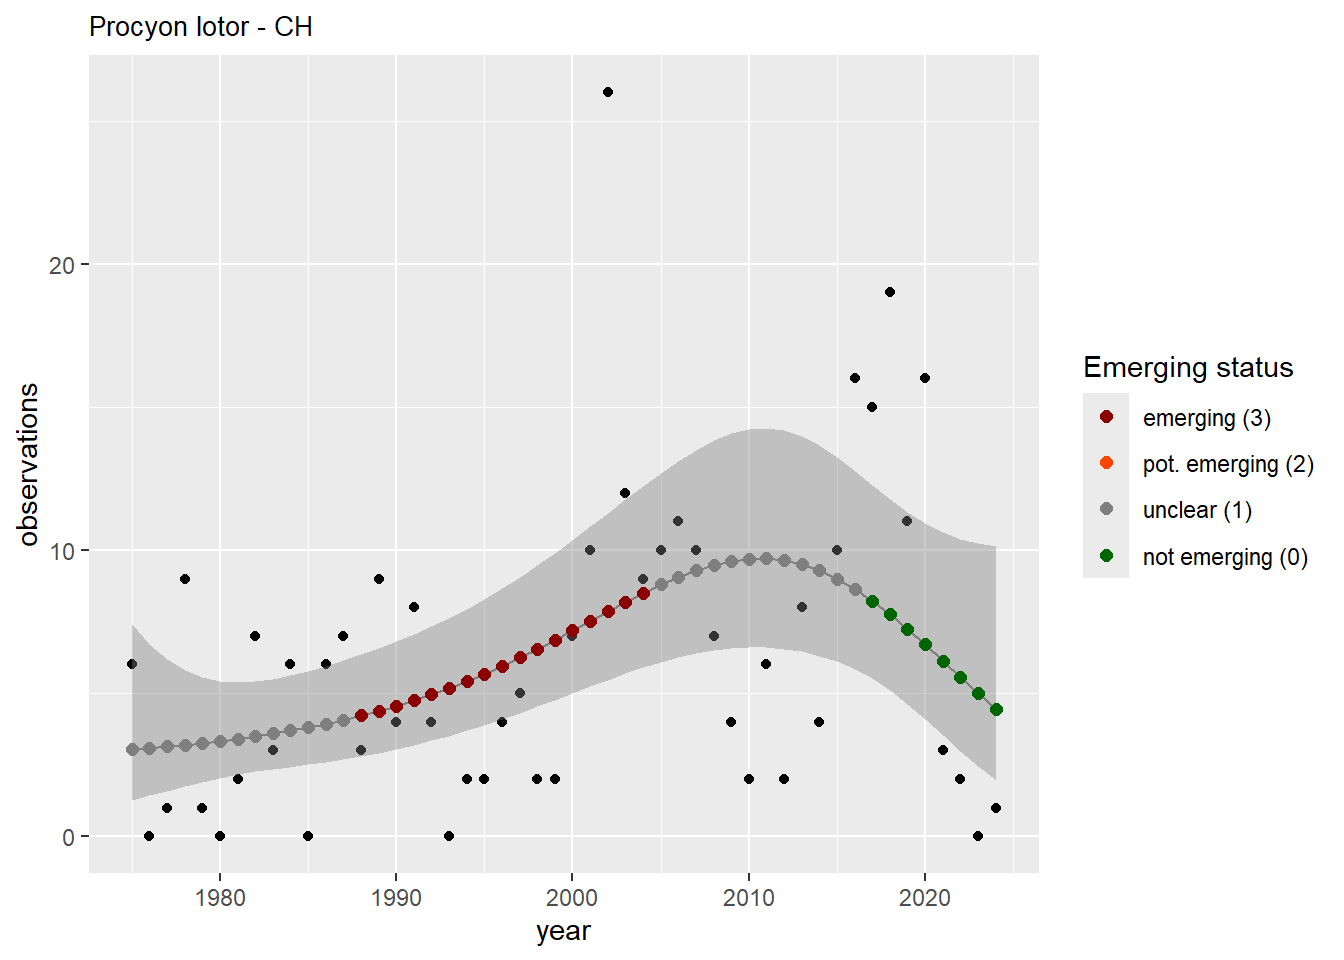 Procyon lotor - CH
20
10
0
observations
1980 1990 2000 2010 2020
year
Emerging status
emerging (3)
pot. emerging (2)
unclear (1)
not emerging (0)